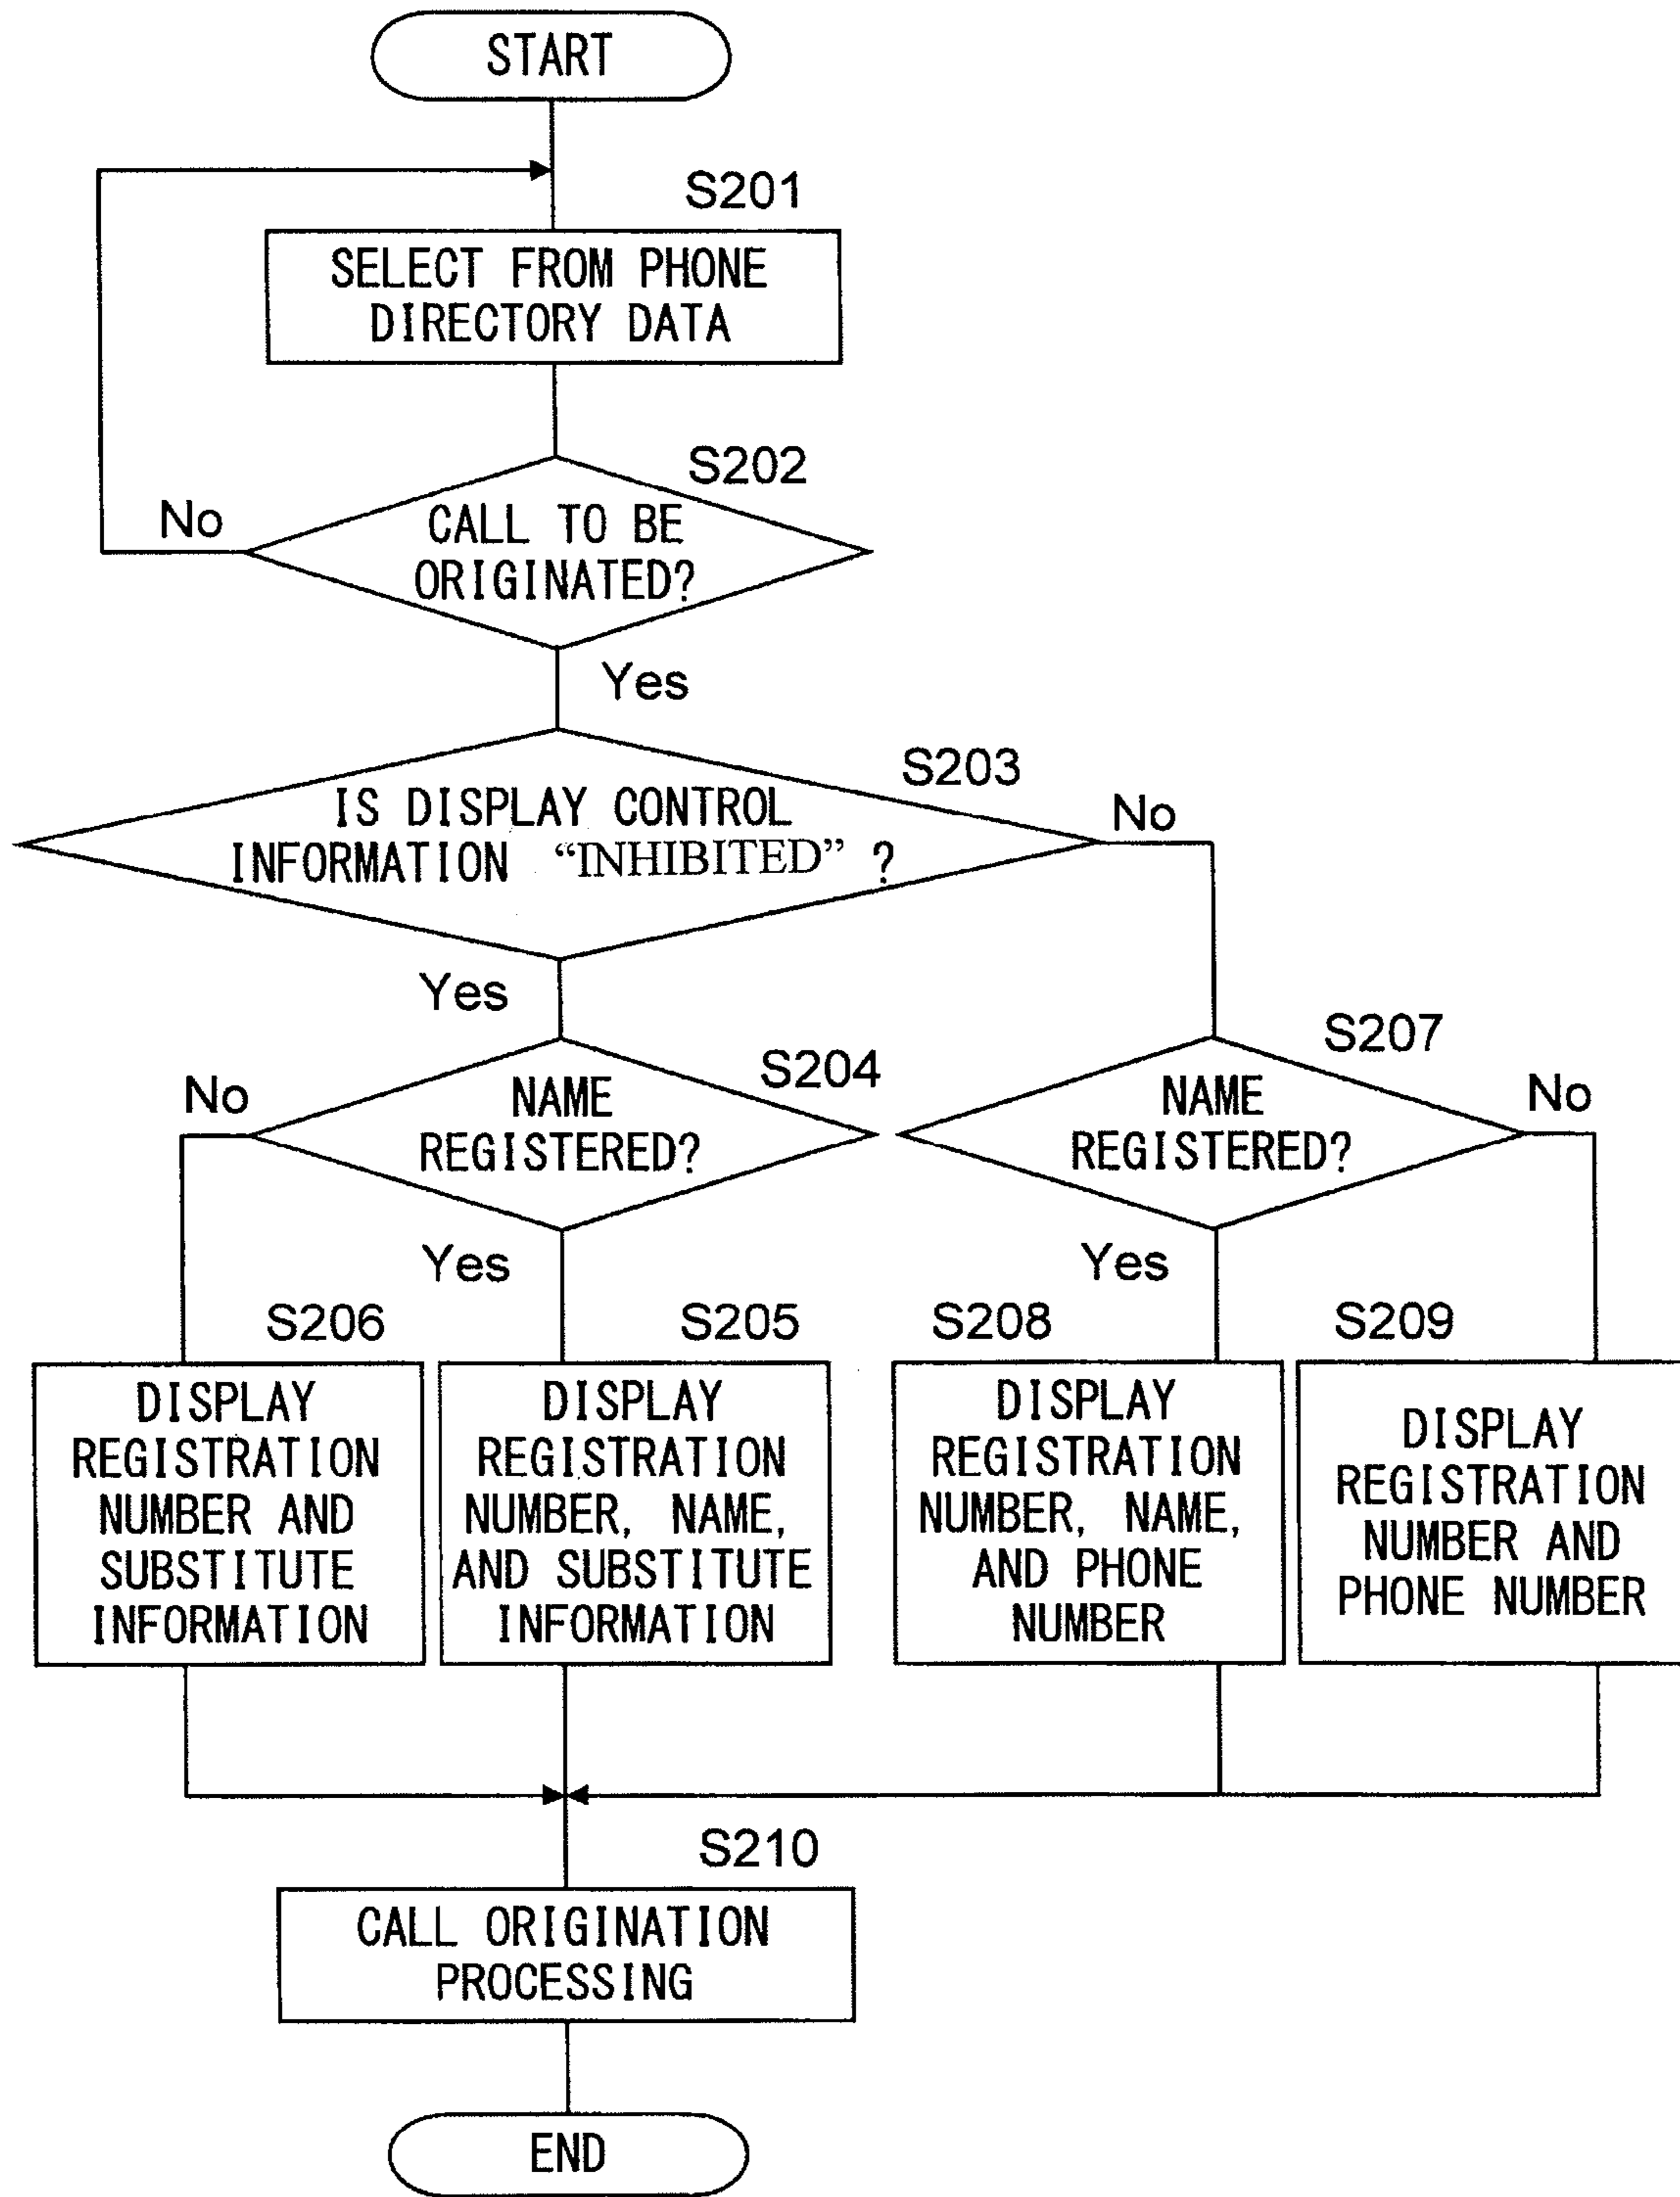 START
S201
SELECT FROM PHONE
DIRECTORY DATA
S202
No
CALL TO BE
ORIGINATED?
Yes
S203
IS DISPLAY CONTROL
INFORMATION “INHIBITED” ?
No
Yes
S204
No
NAME
REGISTERED?
S207
NAME
REGISTERED?
No
Yes
Yes
S206
DISPLAY
REGISTRATION
NUMBER AND
SUBSTITUTE
INFORMATION
S205
DISPLAY
REGISTRATION
NUMBER, NAME,
AND SUBSTITUTE
INFORMATION
S208
DISPLAY
REGISTRATION
NUMBER, NAME,
AND PHONE
NUMBER
S209
DISPLAY
REGISTRATION
NUMBER AND
PHONE NUMBER
S210
CALL ORIGINATION
PROCESSING
END